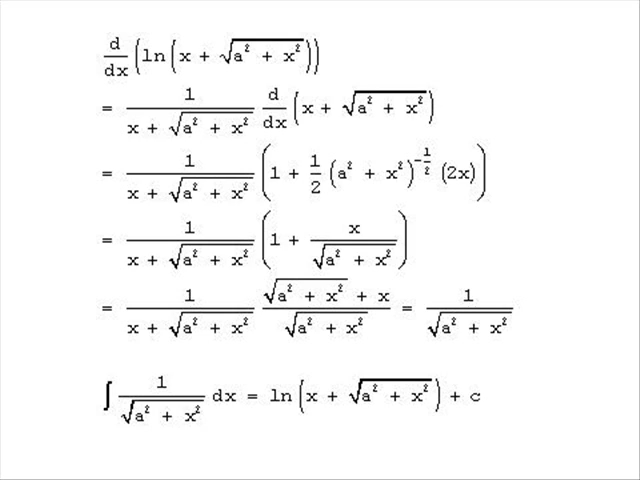 d/dx (ln(x + √(a² + x²)))
= 1/(x + √(a² + x²)) d/dx (x + √(a² + x²))
= 1/(x + √(a² + x²)) (1 + 1/2 (a² + x²)^(-1/2) (2x))
= 1/(x + √(a² + x²)) (1 + x/√(a² + x²))
= 1/(x + √(a² + x²)) (√(a² + x²) + x)/√(a² + x²) = 1/√(a² + x²)
∫ 1/√(a² + x²) dx = ln(x + √(a² + x²)) + c